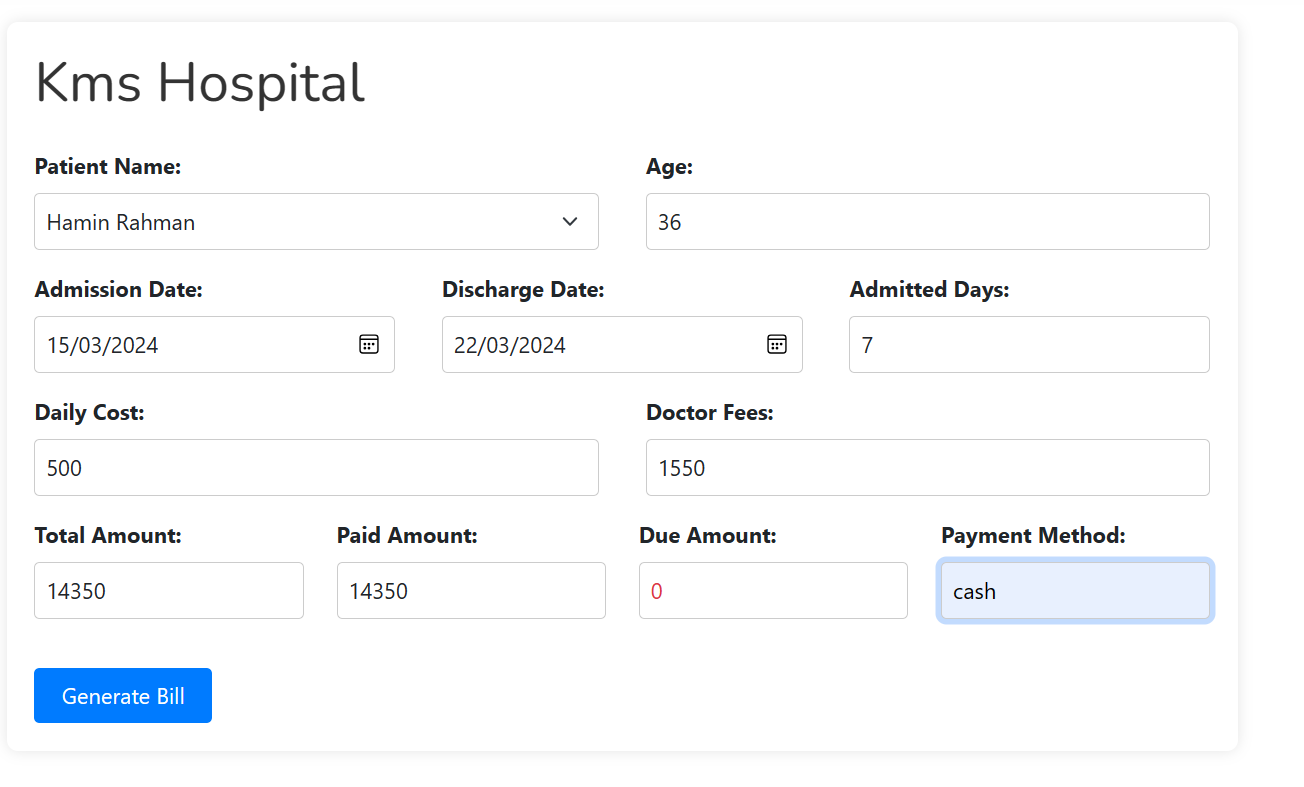 Kms Hospital
Patient Name: Age:
Hamin Rahman 36
Admission Date: Discharge Date: Admitted Days:
15/03/2024 22/03/2024 7
Daily Cost: Doctor Fees:
500 1550
Total Amount: Paid Amount: Due Amount: Payment Method:
14350 14350 0 cash
Generate Bill